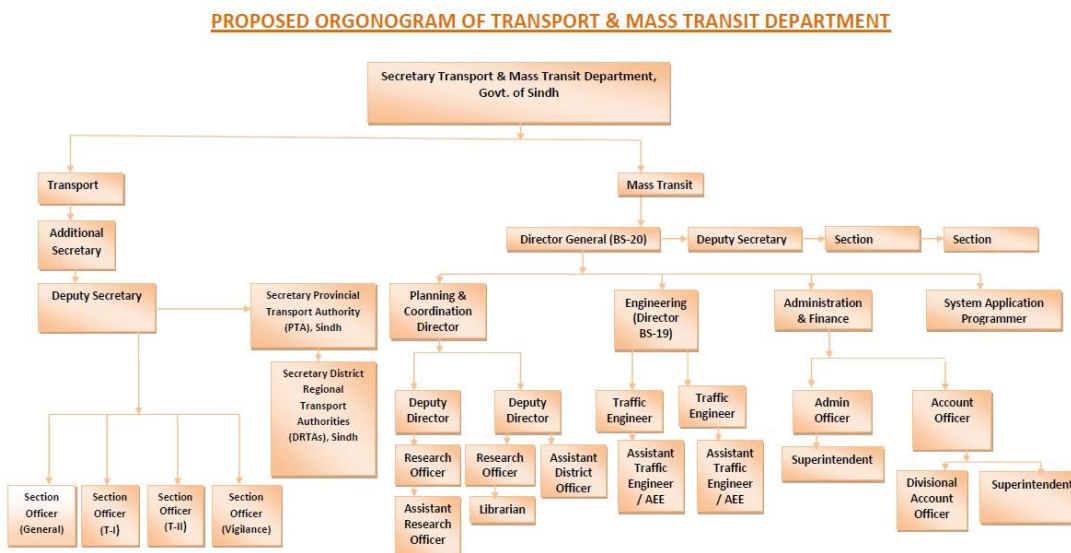 PROPOSED ORGONOGRAM OF TRANSPORT & MASS TRANSIT DEPARTMENT
Secretary Transport & Mass Transit Department,
Govt. of Sindh
Transport
Mass Transit
Additional
Secretary
Director General (BS-20)
Deputy Secretary
Section
Section
Deputy Secretary
Secretary Provincial
Transport Authority
(PTA), Sindh
Planning &
Coordination
Director
Engineering
(Director
BS-19)
Administration
& Finance
System Application
Programmer
Secretary District
Regional
Transport
Authorities
(DRTAs), Sindh
Deputy
Director
Deputy
Director
Traffic
Engineer
Traffic
Engineer
Admin
Officer
Account
Officer
Research
Officer
Research
Officer
Assistant
District
Officer
Assistant
Traffic
Engineer
/ AEE
Assistant
Traffic
Engineer
/ AEE
Superintendent
Section
Officer
(General)
Section
Officer
(T-I)
Section
Officer
(T-II)
Section
Officer
(Vigilance)
Assistant
Research
Officer
Librarian
Divisional
Account
Officer
Superintendent